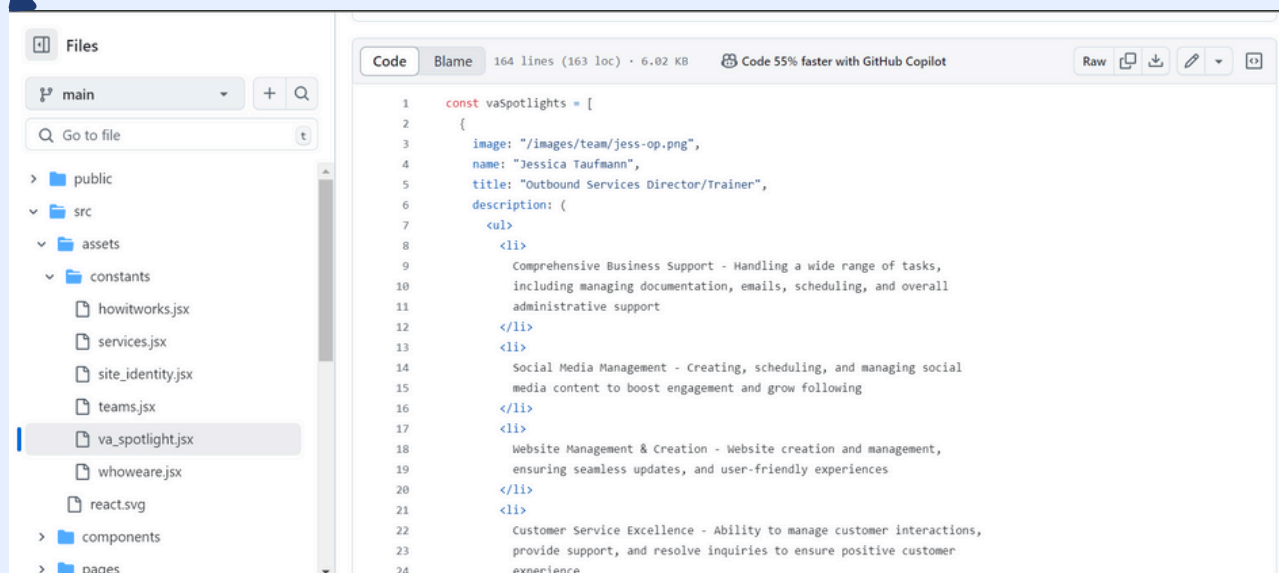 Files
main
Go to file
t
public
src
assets
constants
howitworks.jsx
services.jsx
site_identity.jsx
teams.jsx
va_spotlight.jsx
whoweare.jsx
react.svg
components
pages
Code Blame 164 lines (163 loc) · 6.02 KB Code 55% faster with GitHub Copilot Raw
1 const vaSpotlights = [
2 {
3 image: "/images/team/jess-op.png",
4 name: "Jessica Taufmann",
5 title: "Outbound Services Director/Trainer",
6 description: (
7 <ul>
8 <li>
9 Comprehensive Business Support - Handling a wide range of tasks,
10 including managing documentation, emails, scheduling, and overall
11 administrative support
12 </li>
13 <li>
14 Social Media Management - Creating, scheduling, and managing social
15 media content to boost engagement and grow following
16 </li>
17 <li>
18 Website Management & Creation - Website creation and management,
19 ensuring seamless updates, and user-friendly experiences
20 </li>
21 <li>
22 Customer Service Excellence - Ability to manage customer interactions,
23 provide support, and resolve inquiries to ensure positive customer
24 experience